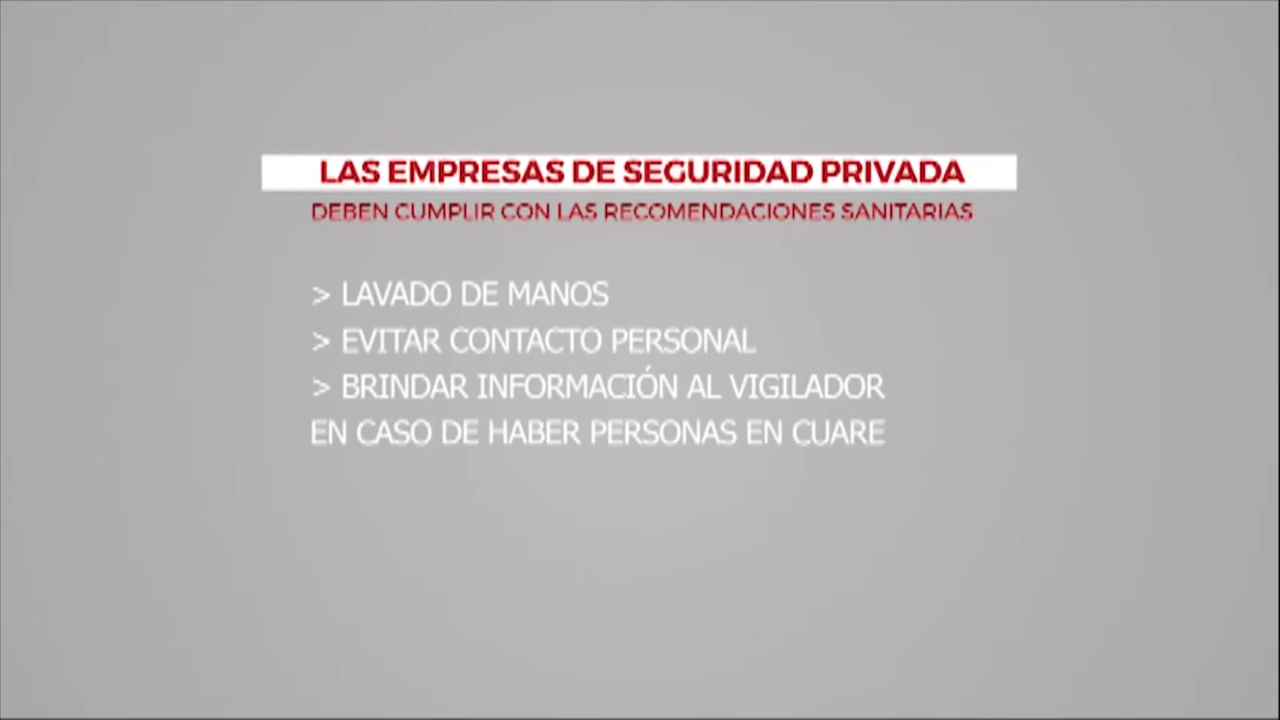 LAS EMPRESAS DE SEGURIDAD PRIVADA
DEBEN CUMPLIR CON LAS RECOMENDACIONES SANITARIAS
> LAVADO DE MANOS
> EVITAR CONTACTO PERSONAL
> BRINDAR INFORMACIÓN AL VIGILADOR
EN CASO DE HABER PERSONAS EN CUARE